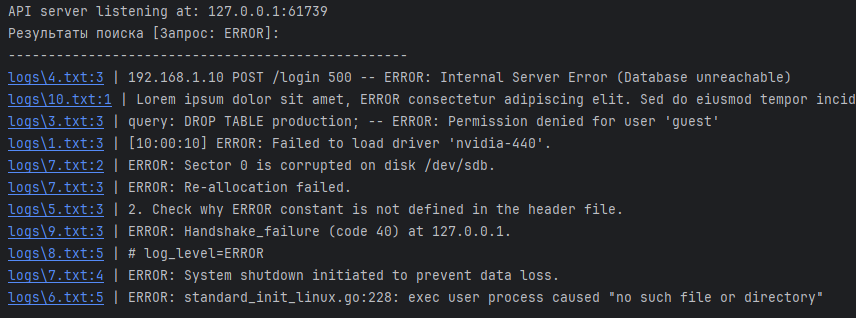 API server listening at: 127.0.0.1:61739
Результаты поиска [Запрос: ERROR]:
--------------------------------------------------
logs\4.txt:3 | 192.168.1.10 POST /login 500 -- ERROR: Internal Server Error (Database unreachable)
logs\10.txt:1 | Lorem ipsum dolor sit amet, ERROR consectetur adipiscing elit. Sed do eiusmod tempor incid
logs\3.txt:3 | query: DROP TABLE production; -- ERROR: Permission denied for user 'guest'
logs\1.txt:3 | [10:00:10] ERROR: Failed to load driver 'nvidia-440'.
logs\7.txt:2 | ERROR: Sector 0 is corrupted on disk /dev/sdb.
logs\7.txt:3 | ERROR: Re-allocation failed.
logs\5.txt:3 | 2. Check why ERROR constant is not defined in the header file.
logs\9.txt:3 | ERROR: Handshake_failure (code 40) at 127.0.0.1.
logs\8.txt:5 | # log_level=ERROR
logs\7.txt:4 | ERROR: System shutdown initiated to prevent data loss.
logs\6.txt:5 | ERROR: standard_init_linux.go:228: exec user process caused "no such file or directory"